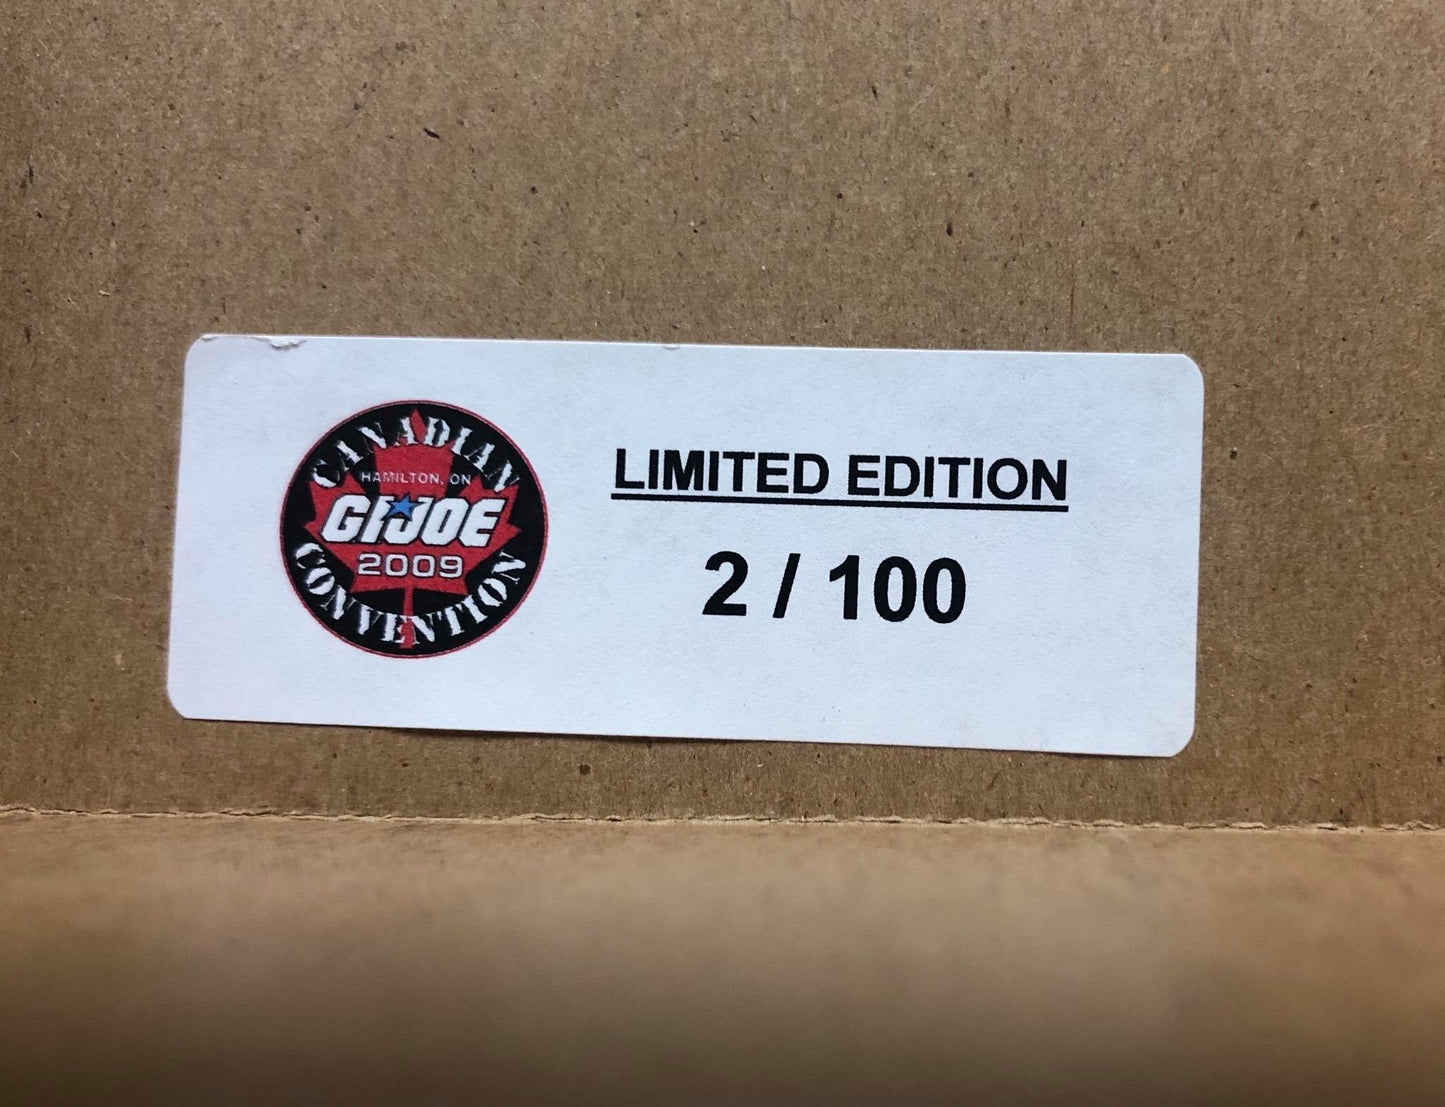 CANADIAN
HAMILTON, ON
GI JOE
2009
CONVENTION
LIMITED EDITION
2 / 100